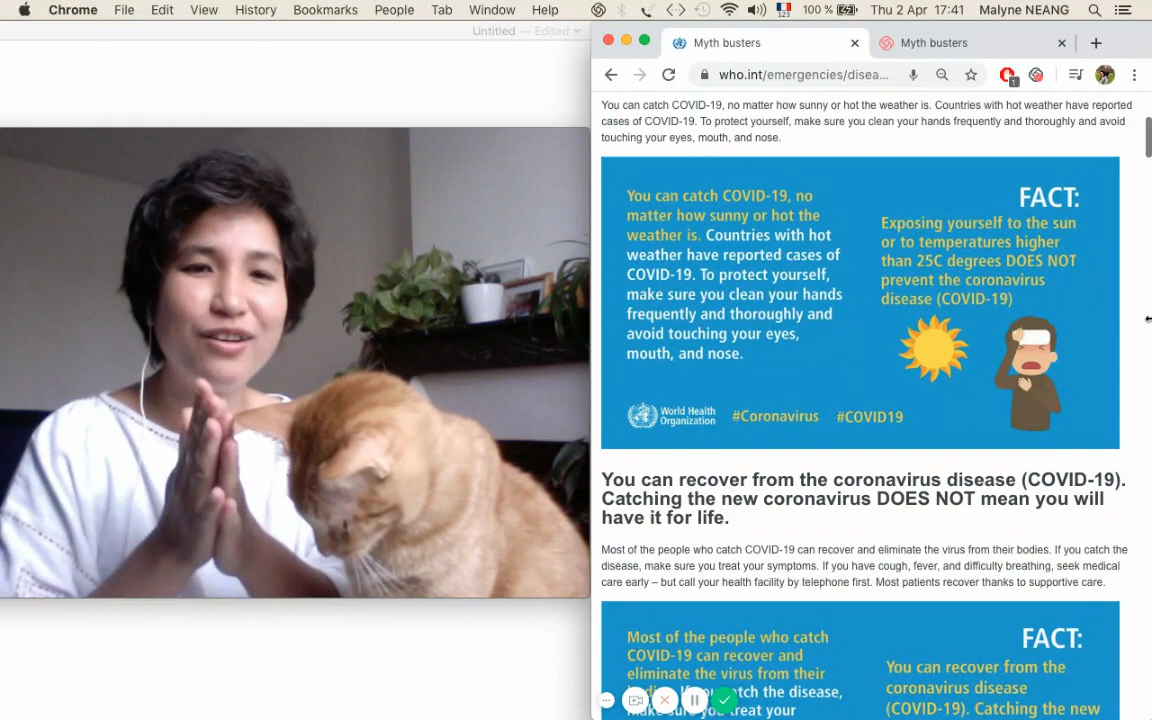 Chrome File Edit View History Bookmarks People Tab Window Help 123 100 % Thu 2 Apr 17:41 Malyne NEANG
Untitled — Edited
Myth busters
Myth busters
who.int/emergencies/disea...
1
You can catch COVID-19, no matter how sunny or hot the weather is. Countries with hot weather have reported
cases of COVID-19. To protect yourself, make sure you clean your hands frequently and thoroughly and avoid
touching your eyes, mouth, and nose.
You can catch COVID-19, no
matter how sunny or hot the
weather is. Countries with hot
weather have reported cases of
COVID-19. To protect yourself,
make sure you clean your hands
frequently and thoroughly and
avoid touching your eyes,
mouth, and nose.
FACT:
Exposing yourself to the sun
or to temperatures higher
than 25C degrees DOES NOT
prevent the coronavirus
disease (COVID-19)
World Health
Organization
#Coronavirus #COVID19
You can recover from the coronavirus disease (COVID-19).
Catching the new coronavirus DOES NOT mean you will
have it for life.
Most of the people who catch COVID-19 can recover and eliminate the virus from their bodies. If you catch the
disease, make sure you treat your symptoms. If you have cough, fever, and difficulty breathing, seek medical
care early – but call your health facility by telephone first. Most patients recover thanks to supportive care.
Most of the people who catch
COVID-19 can recover and
eliminate the virus from their
the disease,
treat your
FACT:
You can recover from the
coronavirus disease
(COVID-19). Catching the new